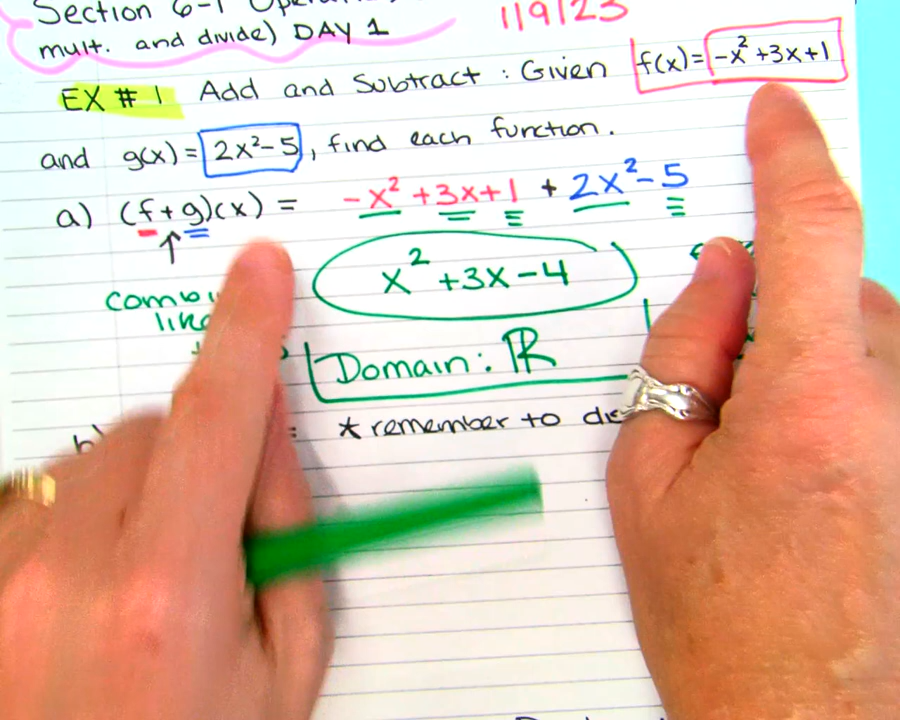 Section 6-1
mult. and divide) DAY 1
1/9/23
EX # 1 Add and Subtract : Given f(x)= -x² +3x+1
and g(x)= 2x²-5 , find each function.
a) (f+g)(x) = -x² +3x+1 + 2x²-5
x² +3x-4
Domain: ℝ
= *remember to